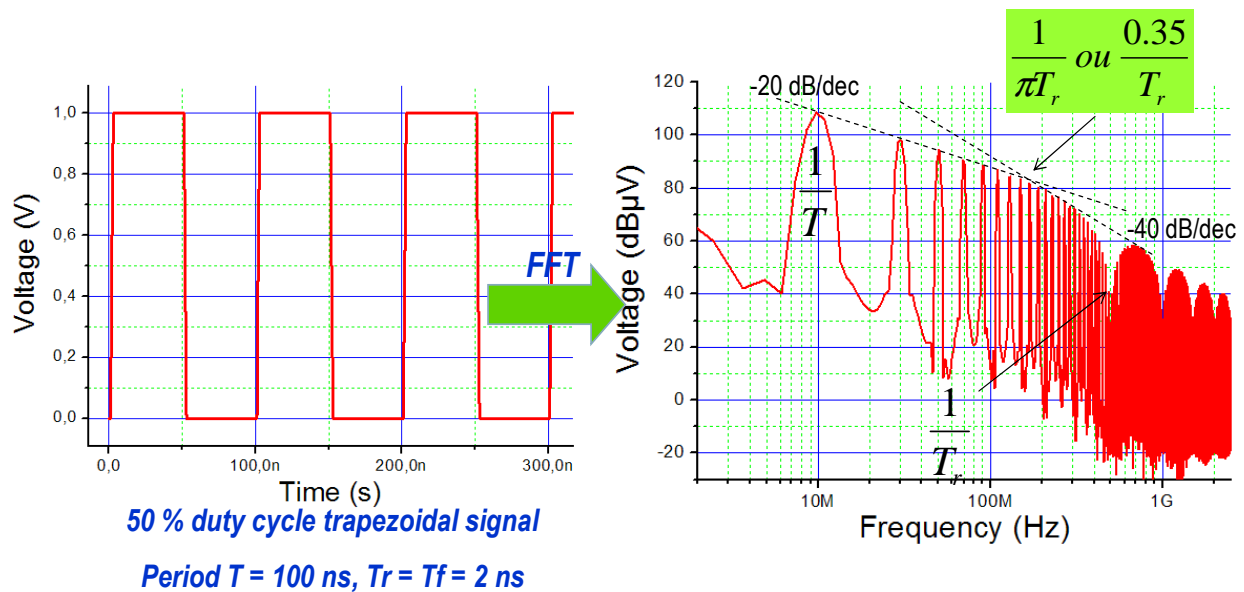 1,0
0,8
0,6
0,4
0,2
0,0
Voltage (V)
0,0 100,0n 200,0n 300,0n
Time (s)
50 % duty cycle trapezoidal signal
Period T = 100 ns, Tr = Tf = 2 ns
FFT
1/πTr ou 0.35/Tr
-20 dB/dec
120
100
80
60
40
20
0
-20
Voltage (dBµV)
1/T
-40 dB/dec
1/Tr
10M 100M 1G
Frequency (Hz)